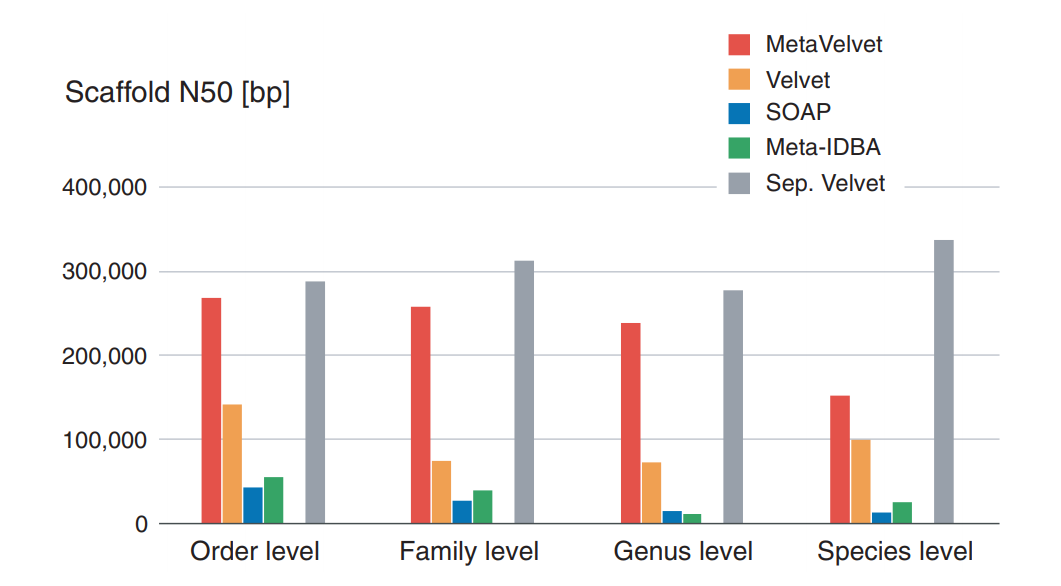 MetaVelvet
Scaffold N50 [bp]
Velvet
SOAP
Meta-IDBA
400,000
Sep. Velvet
300,000
200,000
100,000
0
Order level
Family level
Genus level
Species level